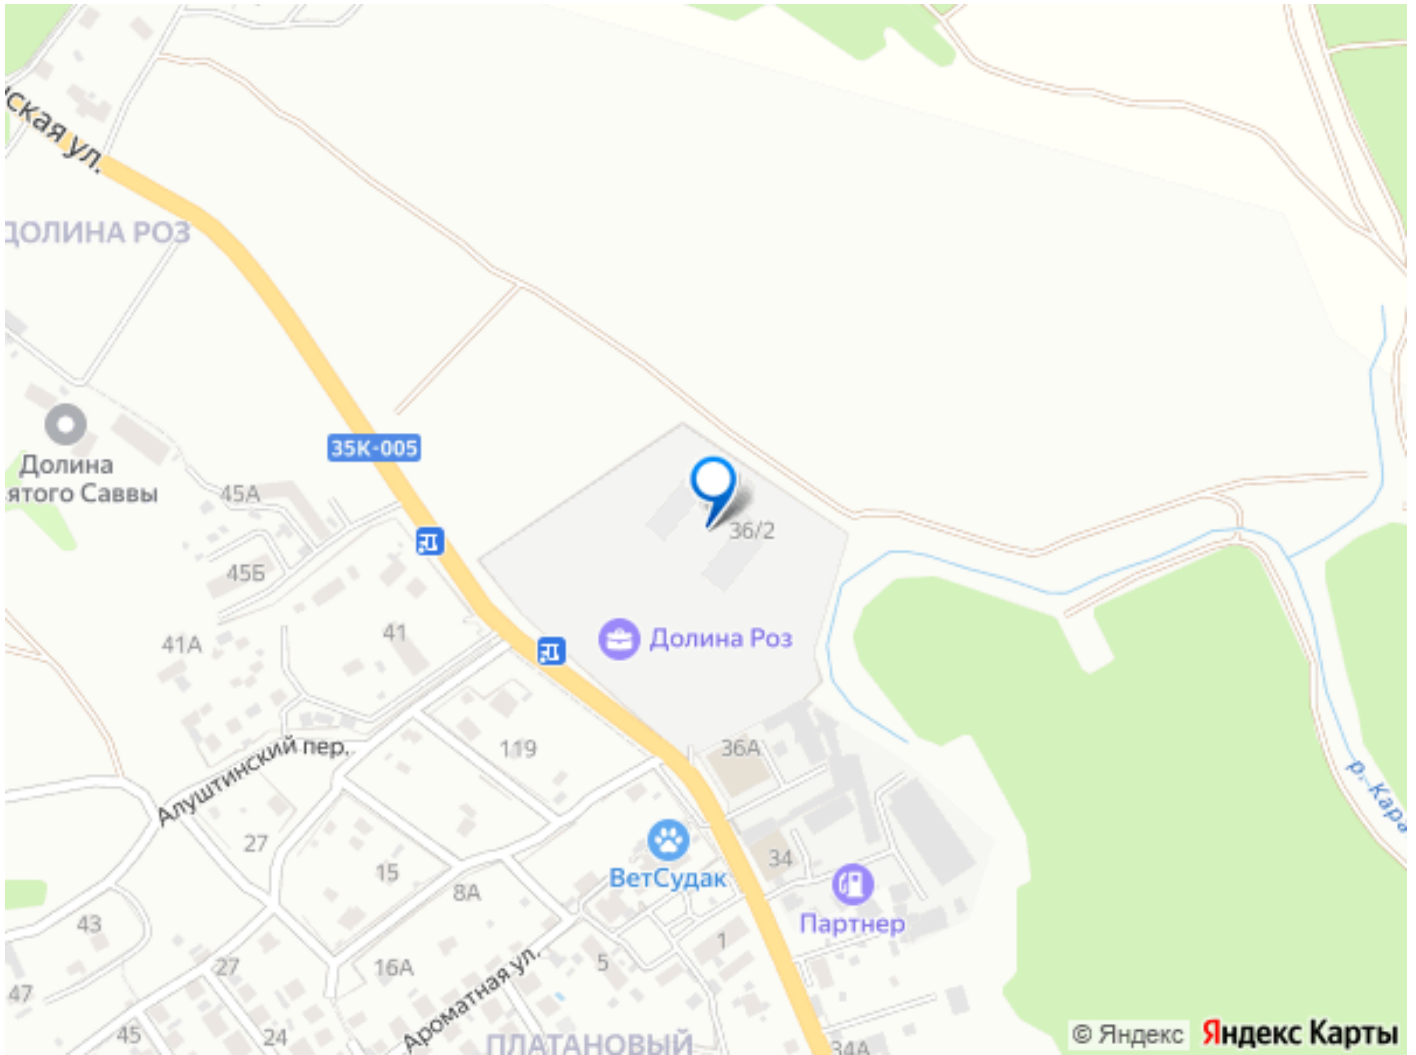 ская ул.
ДОЛИНА РОЗ
35К-005
Долина
ятого Саввы
45А
36/2
45Б
41
41А
Долина Роз
119
36А
Алуштинский пер.
р. Кара
27
15
34
ВетСудак
8А
Партнер
43
1
27
16А
5
Ароматная ул.
47
45
24
ПЛАТАНОВЫЙ
34А
© Яндекс Яндекс Карты